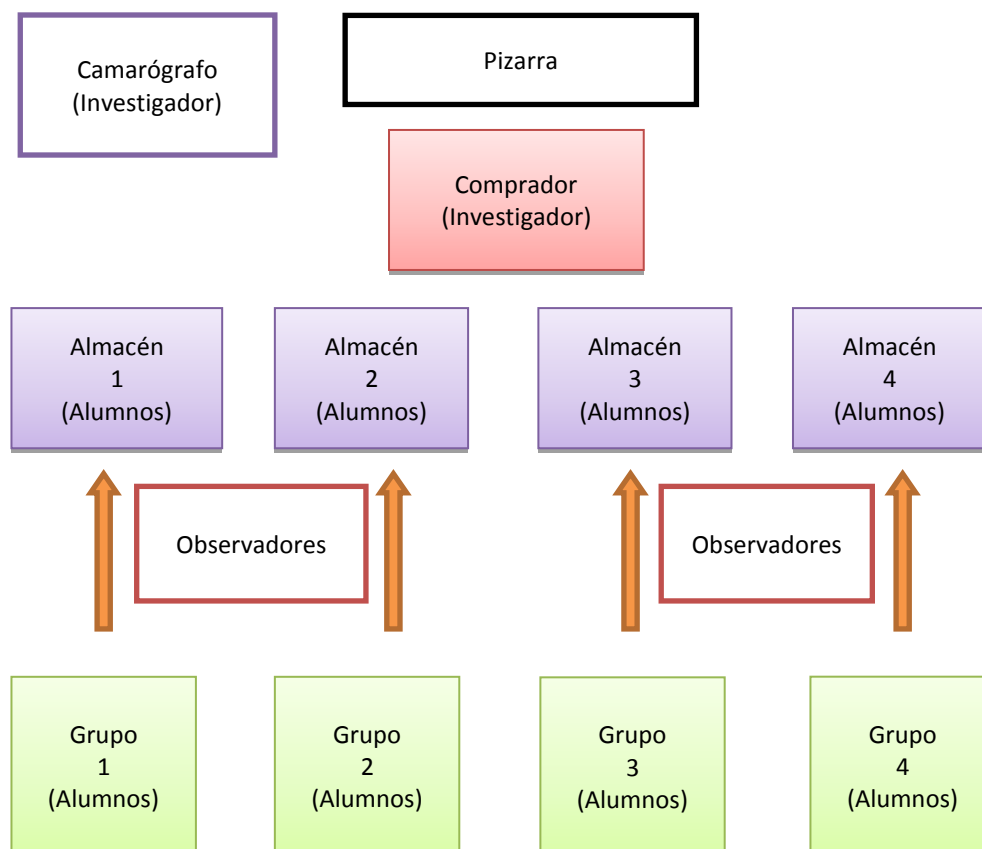 Camarógrafo
(Investigador)
Pizarra
Comprador
(Investigador)
Almacén
1
(Alumnos)
Almacén
2
(Alumnos)
Almacén
3
(Alumnos)
Almacén
4
(Alumnos)
Observadores
Observadores
Grupo
1
(Alumnos)
Grupo
2
(Alumnos)
Grupo
3
(Alumnos)
Grupo
4
(Alumnos)